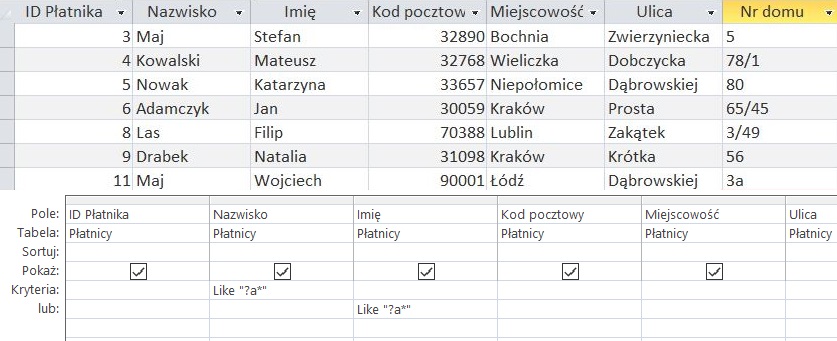 ID Płatnika Nazwisko Imię Kod pocztow Miejscowość Ulica Nr domu
3 Maj Stefan 32890 Bochnia Zwierzyniecka 5
4 Kowalski Mateusz 32768 Wieliczka Dobczycka 78/1
5 Nowak Katarzyna 33657 Niepołomice Dąbrowskiej 80
6 Adamczyk Jan 30059 Kraków Prosta 65/45
8 Las Filip 70388 Lublin Zakątek 3/49
9 Drabek Natalia 31098 Kraków Krótka 56
11 Maj Wojciech 90001 Łódź Dąbrowskiej 3a
Pole: ID Płatnika Nazwisko Imię Kod pocztowy Miejscowość Ulica
Tabela: Płatnicy Płatnicy Płatnicy Płatnicy Płatnicy Płatnicy
Sortuj:
Pokaż:
Kryteria: Like "?a*"
lub: Like "?a*"